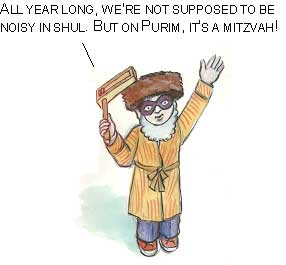 ALL YEAR LONG, WE'RE NOT SUPPOSED TO BE
NOISY IN SHUL. BUT ON PURIM, IT'S A MITZVAH!